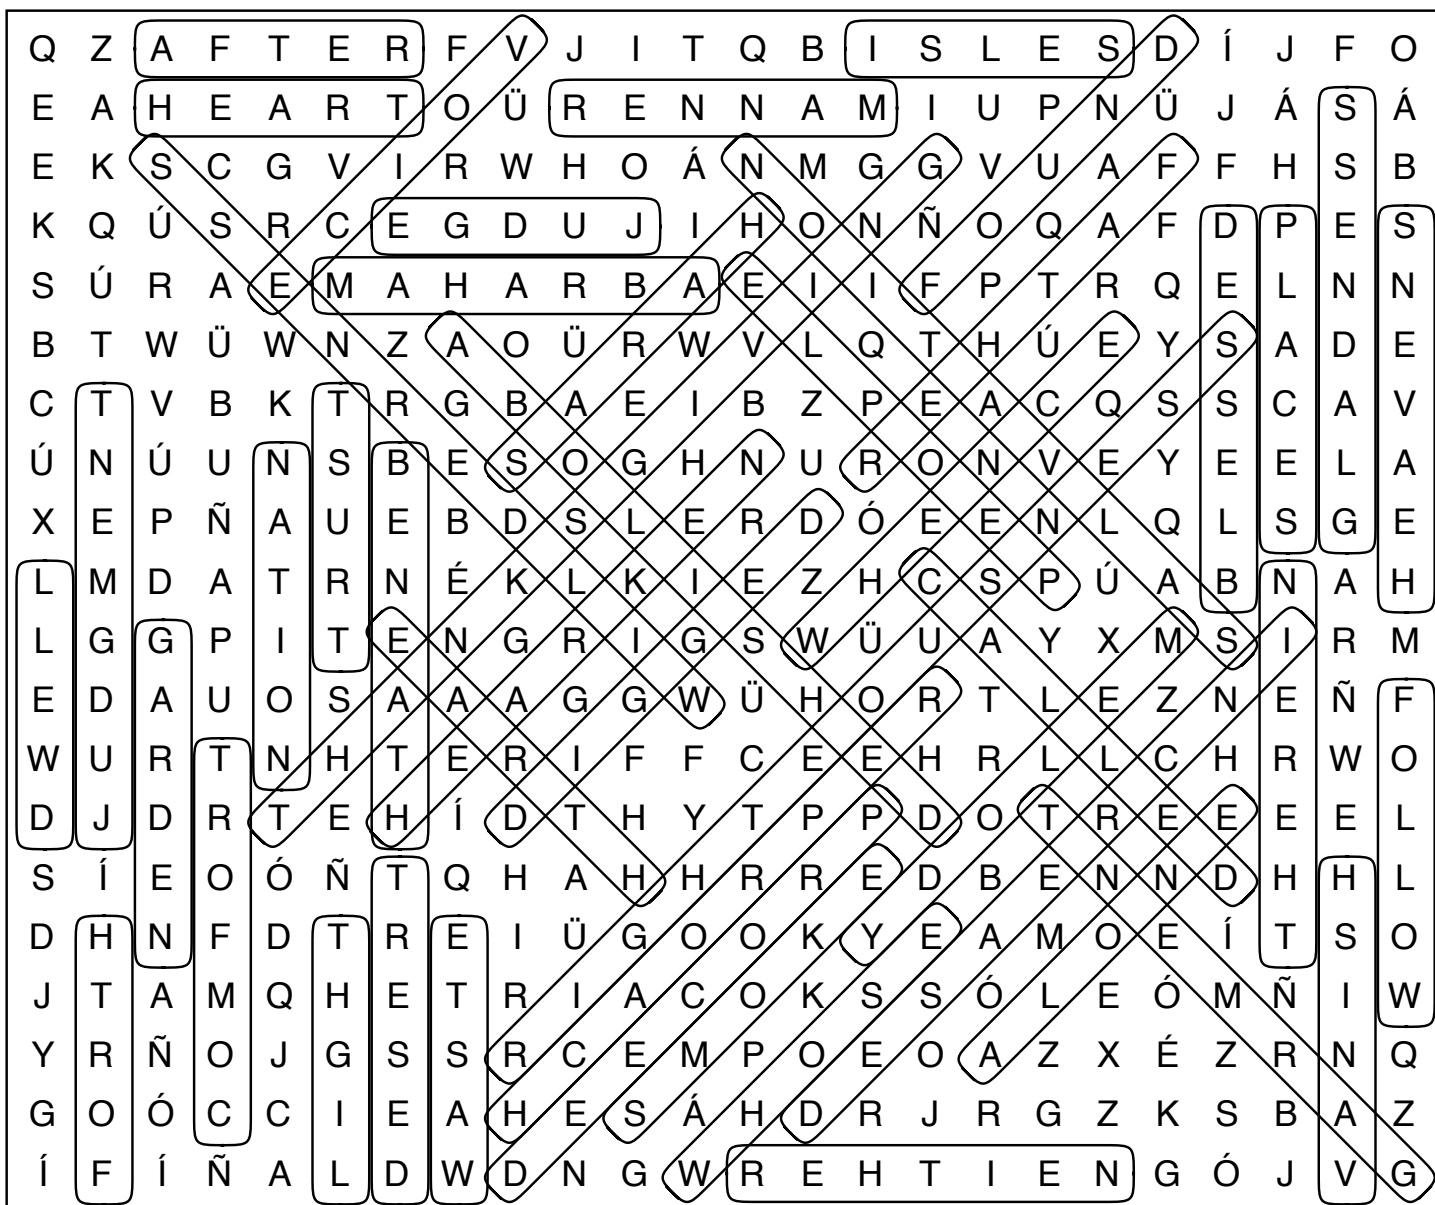 Q Z A F T E R F V J I T Q B I S L E S D Í J F O
E A H E A R T O Ü R E N N A M I U P N Ü J Á S Á
E K S C G V I R W H O Á N M G G V U A F F H S B
K Q Ú S R C E G D U J I H O N Ñ O Q A F D P E S
S Ú R A E M A H A R B A E I I F P T R Q E L N N
B T W Ü W N Z A O Ü R W V L Q T H Ú E Y S A D E
C T V B K T R G B A E I B Z P E A C Q S S C A V
Ú N Ú U N S B E S O G H N U R O N V E Y E E L A
X E P Ñ A U E B D S L E R D Ó E E N L Q L S G E
L M D A T R N É K L K I E Z H C S P Ú A B N A H
L G G P I T E N G R I G S W Ü U A Y X M S I R M
E D A U O S A A A G G W Ü H O R T L E Z N E Ñ F
W U R T N H T E R I F F C E E H R L L C H R W O
D J D R T E H Í D T H Y T P P D O T R E E E E L
S Í E O Ó Ñ T Q H A H H R R E D B E N N D H H L
D H N F D T R E I Ü G O O K Y E A M O E Í T S O
J T A M Q H E T R I A C O K S S Ó L E Ó M Ñ I W
Y R Ñ O J G S S R C E M P O E O A Z X É Z R N Q
G O Ó C C I E A H E S Á H D R J R G Z K S B A Z
Í F Í Ñ A L D W D N G W R E H T I E N G Ó J V G